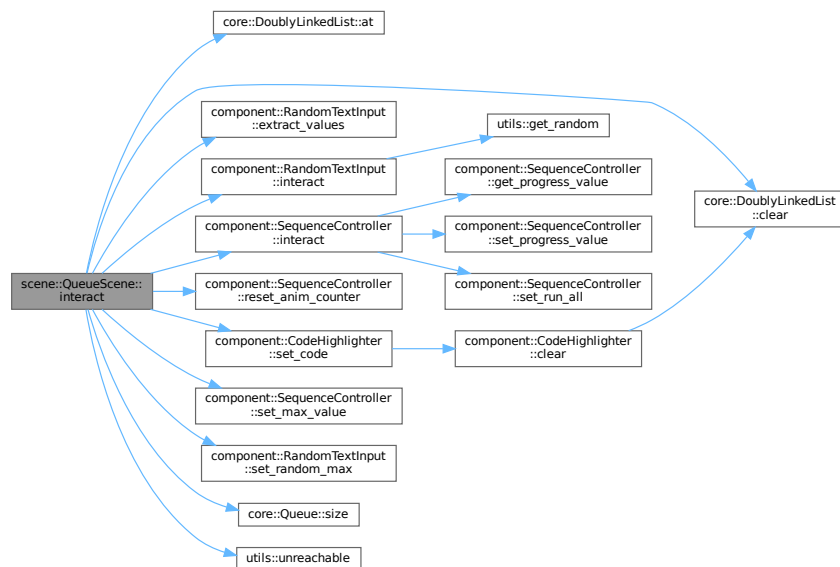 core::DoublyLinkedList::at
component::RandomTextInput
::extract_values
utils::get_random
component::RandomTextInput
::interact
component::SequenceController
::get_progress_value
core::DoublyLinkedList
::clear
component::SequenceController
::interact
component::SequenceController
::set_progress_value
scene::QueueScene::
interact
component::SequenceController
::reset_anim_counter
component::SequenceController
::set_run_all
component::CodeHighlighter
::set_code
component::CodeHighlighter
::clear
component::SequenceController
::set_max_value
component::RandomTextInput
::set_random_max
core::Queue::size
utils::unreachable